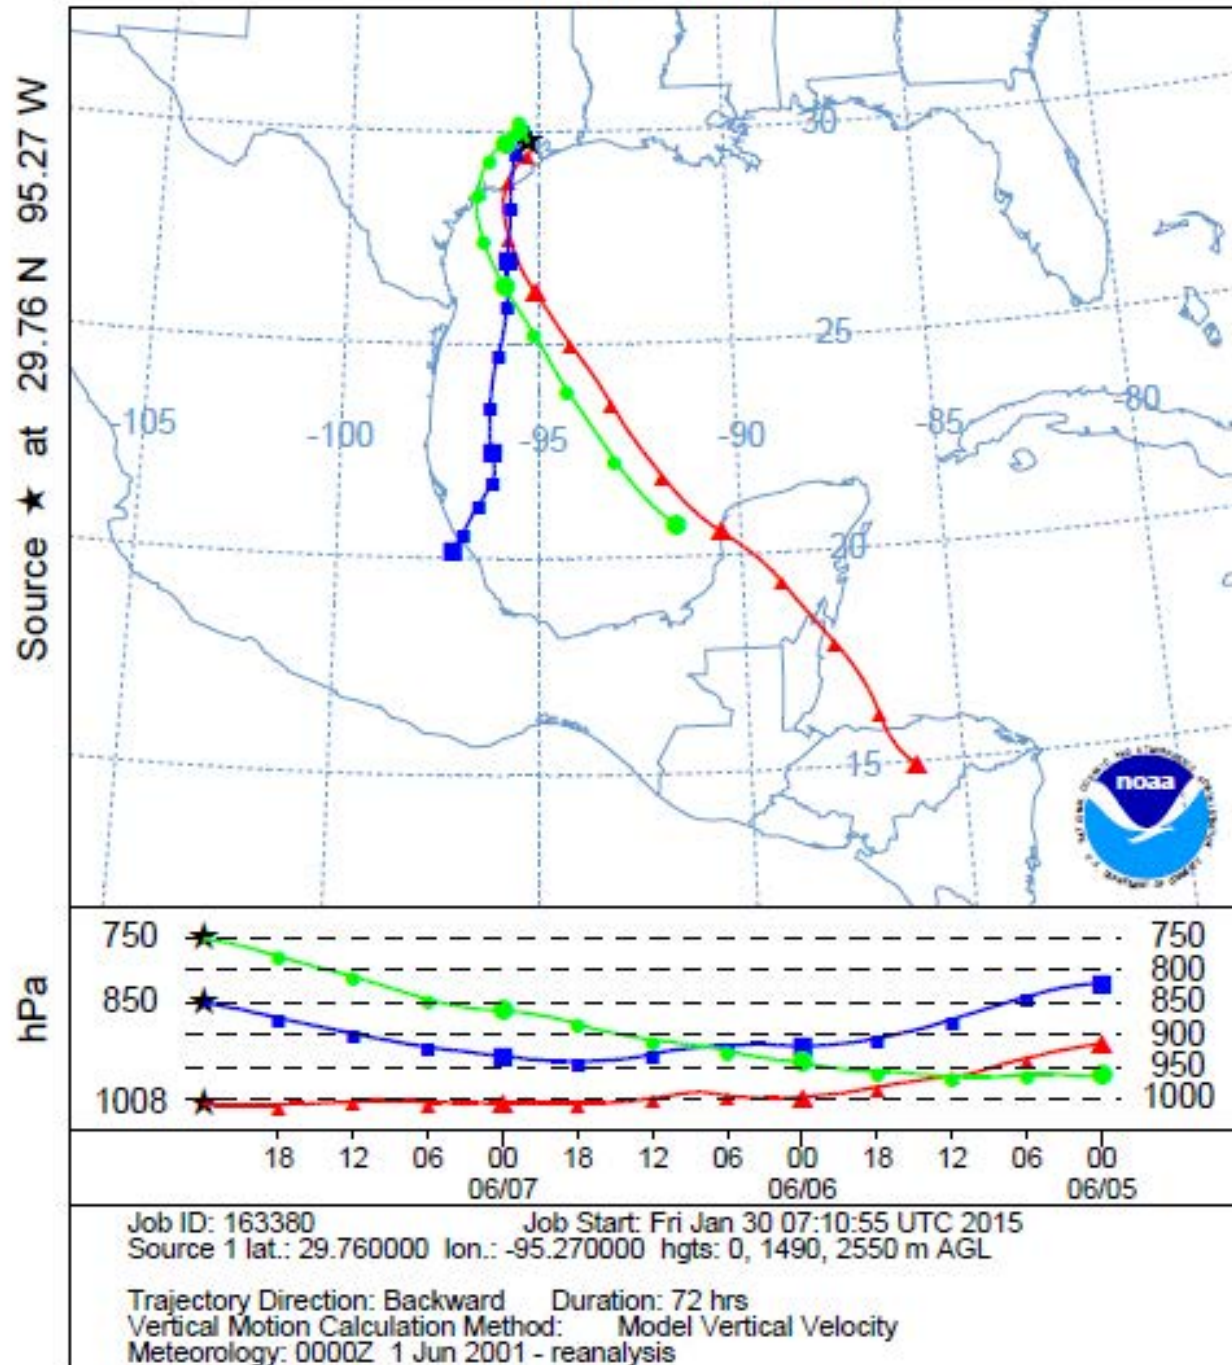 Source ★ at 29.76 N 95.27 W
30
25
-105
-100
-95
-90
-85
-80
20
15
noaa
hPa
750
850
1008
750
800
850
900
950
1000
18 12 06 00 18 12 06 00 18 12 06 00
06/07 06/06 06/05
Job ID: 163380 Job Start: Fri Jan 30 07:10:55 UTC 2015
Source 1 lat.: 29.760000 lon.: -95.270000 hgts: 0, 1490, 2550 m AGL
Trajectory Direction: Backward Duration: 72 hrs
Vertical Motion Calculation Method: Model Vertical Velocity
Meteorology: 0000Z 1 Jun 2001 - reanalysis